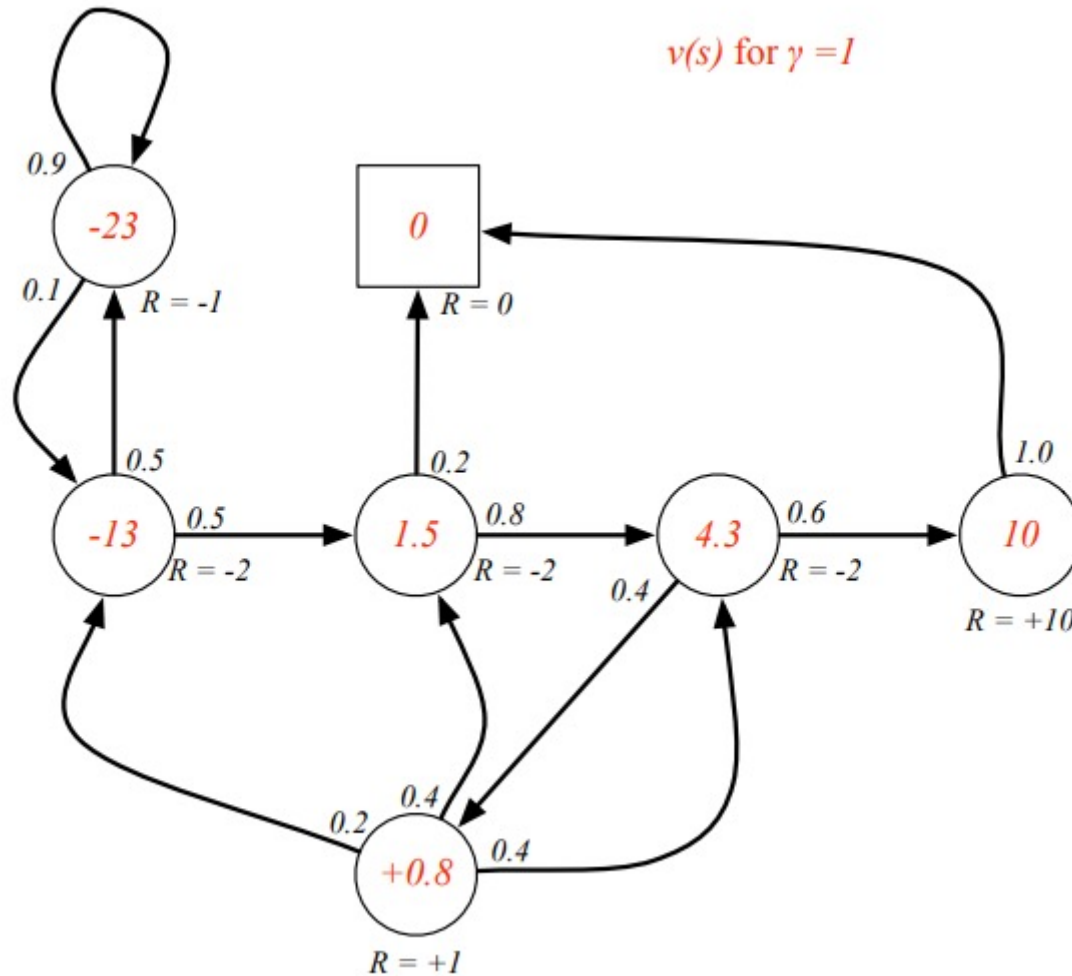 v(s) for γ =1
0.9
-23
0
0.1
R = -1
R = 0
0.5
0.2
1.0
-13
0.5
1.5
0.8
4.3
0.6
10
R = -2
R = -2
R = -2
0.4
R = +10
0.4
0.2
0.4
+0.8
R = +1